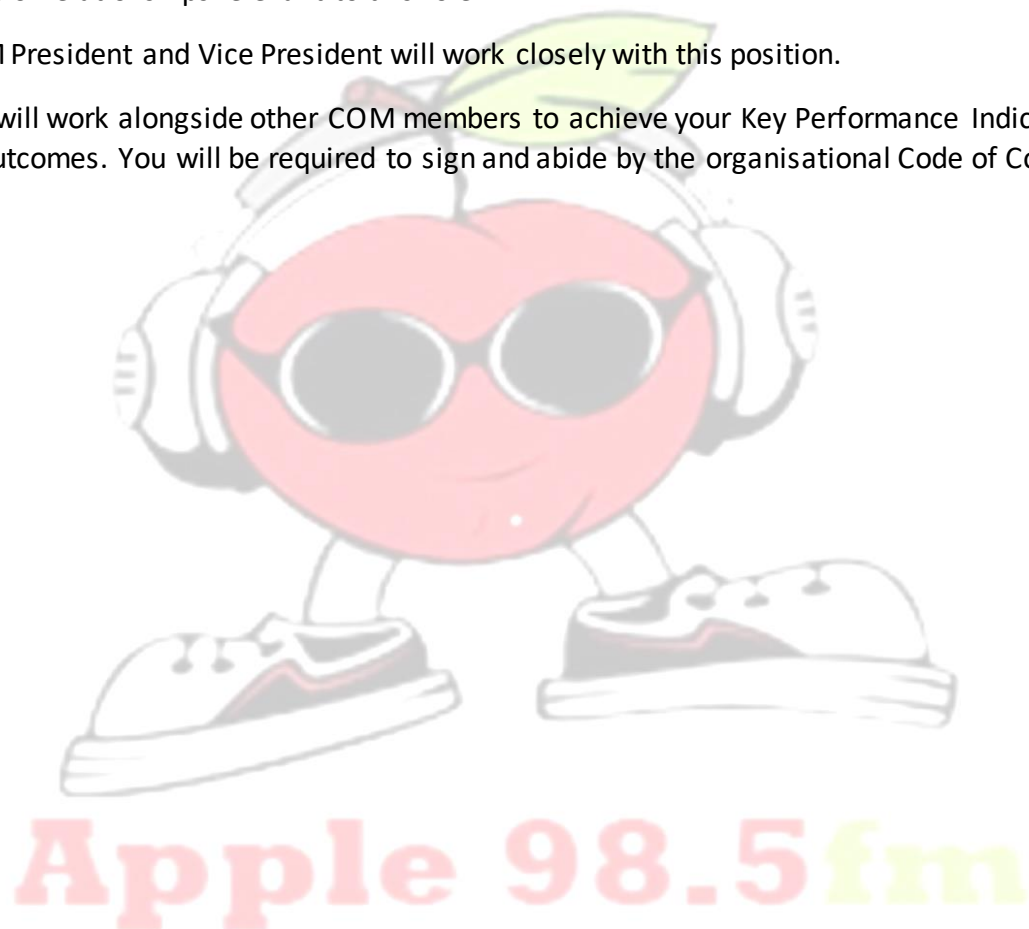 President and Vice President will work closely with this position.
will work alongside other COM members to achieve your Key Performance
utcomes. You will be required to sign and abide by the organisational Code of
Apple 98.5fm